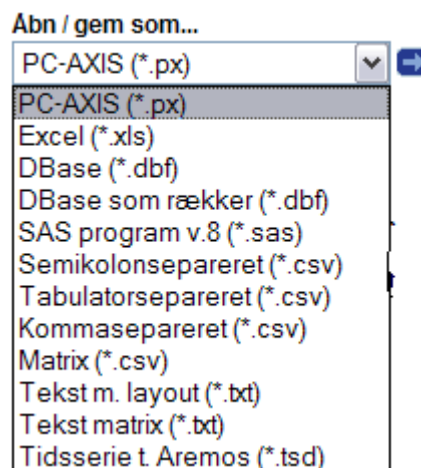 Abn / gem som...
PC-AXIS (*.px)
PC-AXIS (*.px)
Excel (*.xls)
DBase (*.dbf)
DBase som rækker (*.dbf)
SAS program v.8 (*.sas)
Semikolonsepareret (*.csv)
Tabulatorsepareret (*.csv)
Kommasepareret (*.csv)
Matrix (*.csv)
Tekst m. layout (*.txt)
Tekst matrix (*.txt)
Tidsserie t. Aremos (*.tsd)